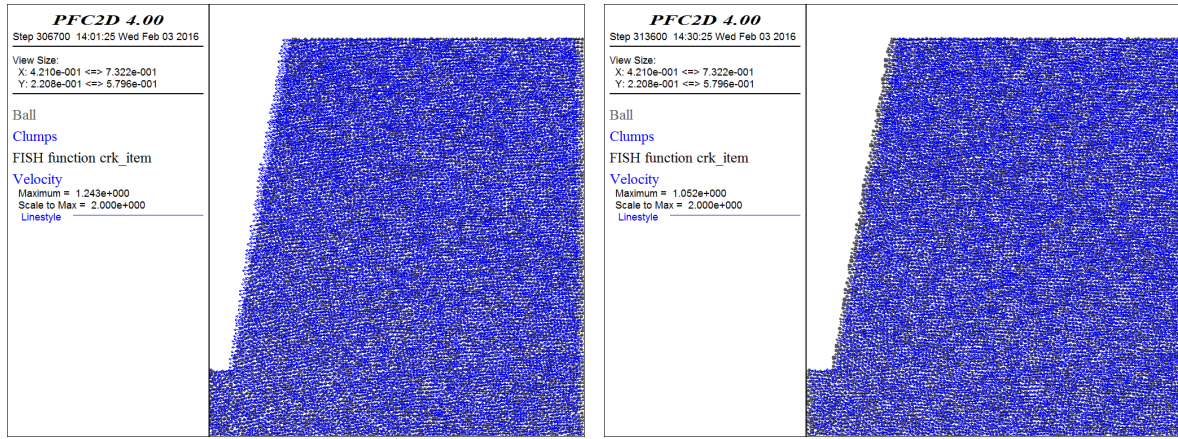 PFC2D 4.00
Step 306700 14:01:25 Wed Feb 03 2016
View Size:
X: 4.210e-001 <=> 7.322e-001
Y: 2.208e-001 <=> 5.796e-001
Ball
Clumps
FISH function crk_item
Velocity
Maximum = 1.243e+000
Scale to Max = 2.000e+000
Linestyle
PFC2D 4.00
Step 313600 14:30:25 Wed Feb 03 2016
View Size:
X: 4.210e-001 <=> 7.322e-001
Y: 2.208e-001 <=> 5.796e-001
Ball
Clumps
FISH function crk_item
Velocity
Maximum = 1.052e+000
Scale to Max = 2.000e+000
Linestyle